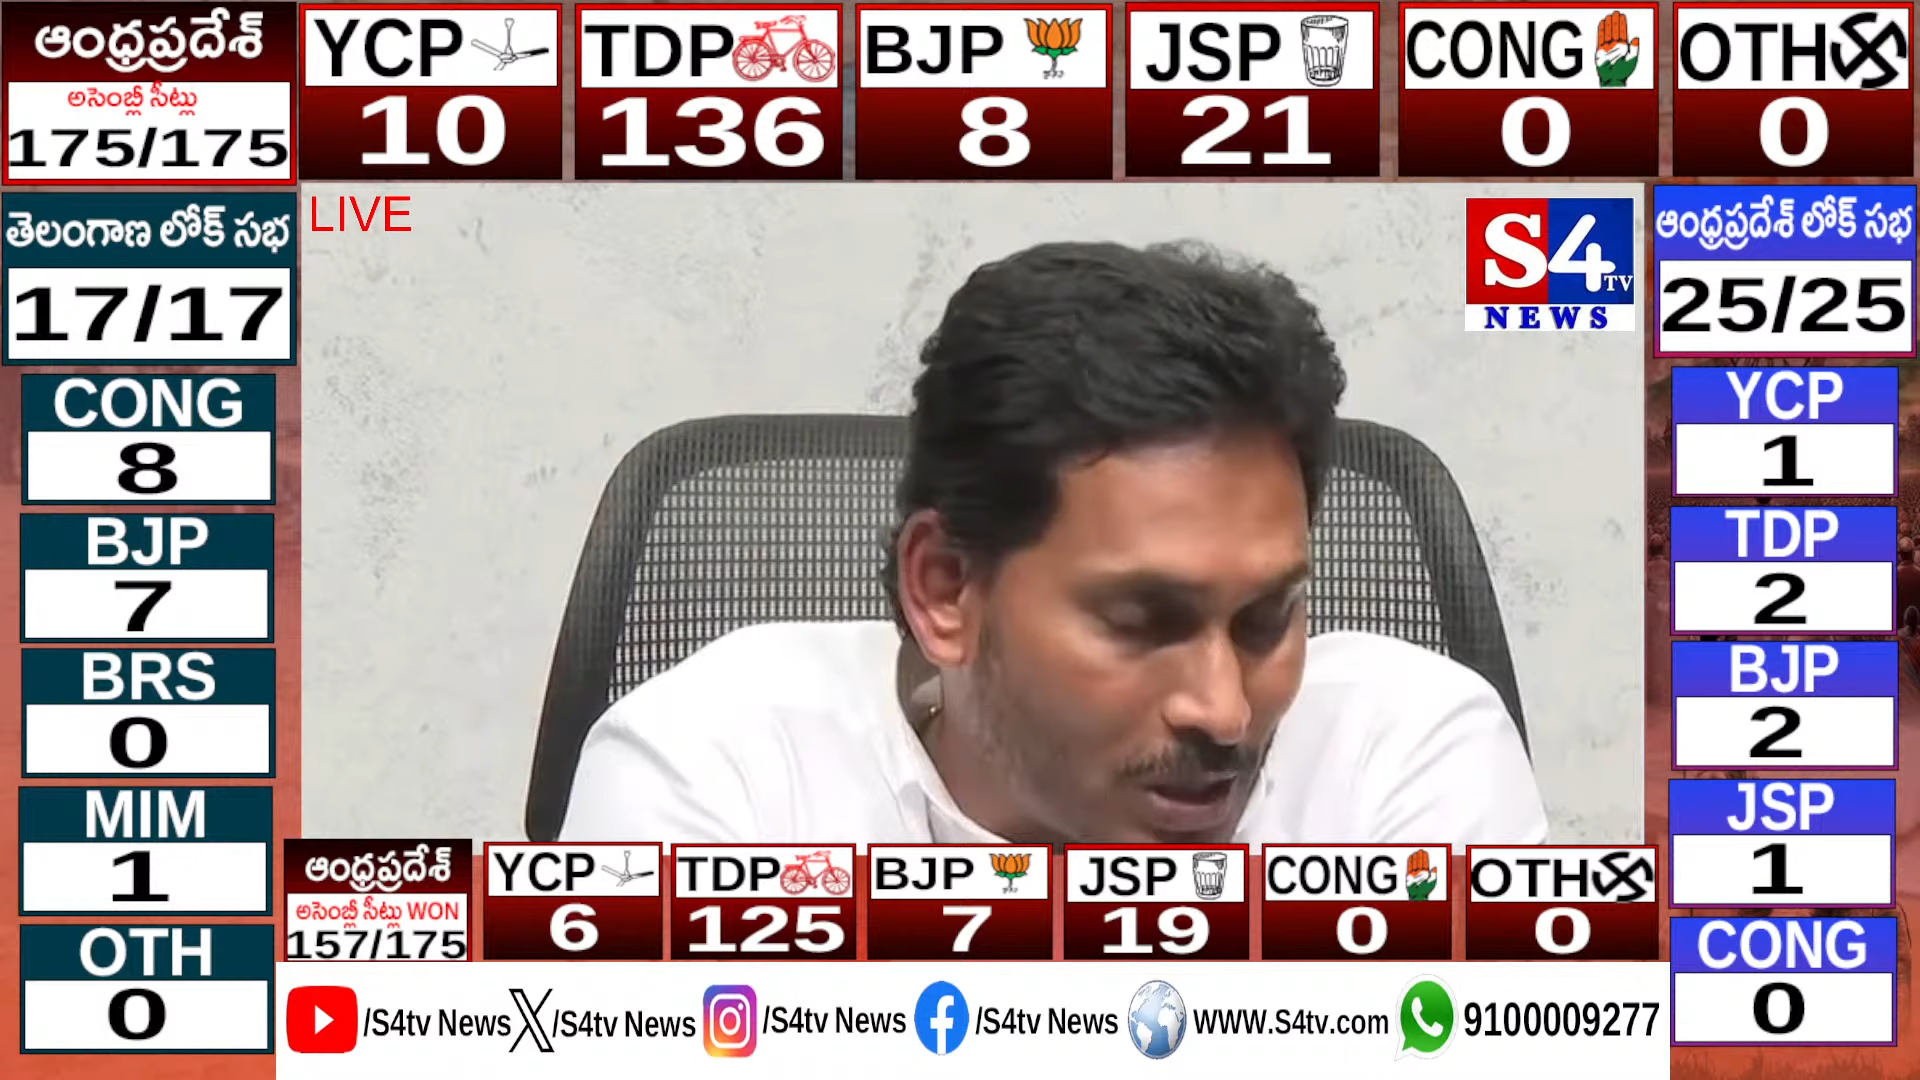 ఆంధ్రప్రదేశ్
అసెంబ్లీ సీట్లు
175/175
YCP
10
TDP
136
BJP
8
JSP
21
CONG
0
OTH
0
తెలంగాణ లోక్ సభ
17/17
CONG
8
BJP
7
BRS
0
MIM
1
OTH
0
LIVE
S4 TV
NEWS
ఆంధ్రప్రదేశ్ లోక్ సభ
25/25
YCP
1
TDP
2
BJP
2
JSP
1
CONG
0
ఆంధ్రప్రదేశ్
అసెంబ్లీ సీట్లు WON
157/175
YCP
6
TDP
125
BJP
7
JSP
19
CONG
0
OTH
0
/S4tv News /S4tv News /S4tv News /S4tv News www.S4tv.com 9100009277